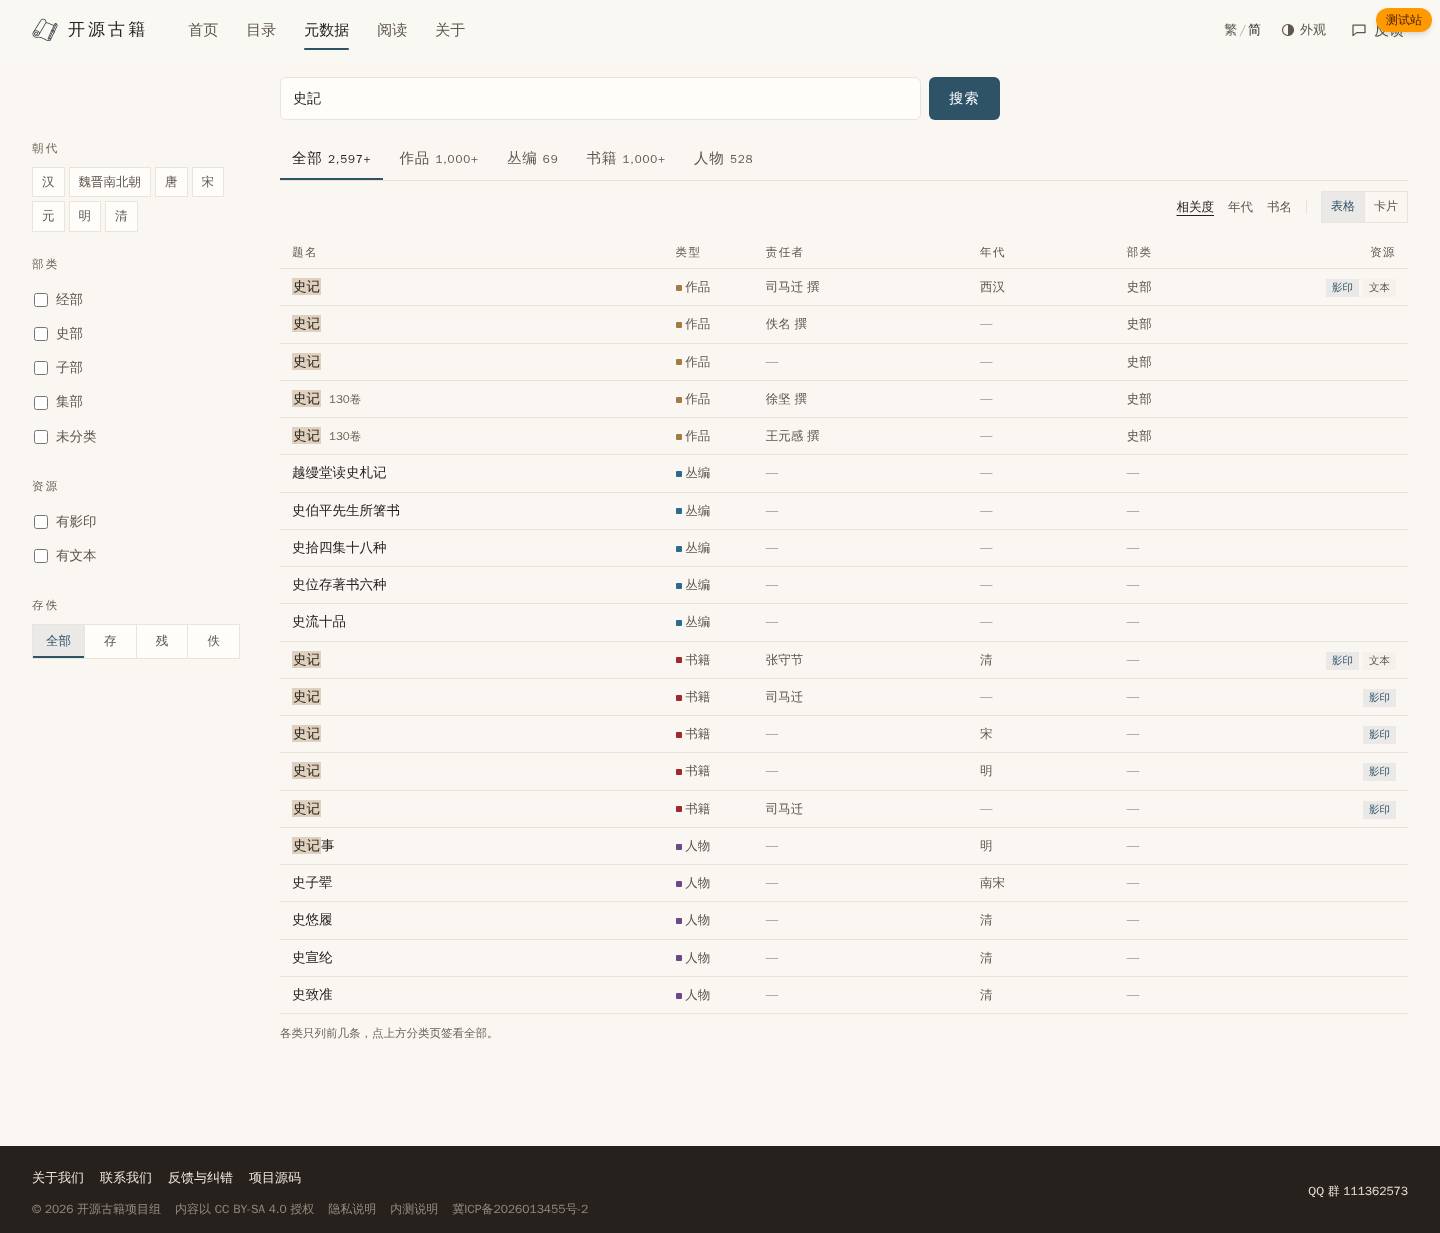 开源古籍 首页 目录 元数据 阅读 关于 繁 / 简 外观
测试站
史記 搜索
全部 2,597+ 作品 1,000+ 丛编 69 书籍 1,000+ 人物 528
朝代
汉 魏晋南北朝 唐 宋
元 明 清
部类
经部
史部
子部
集部
未分类
资源
有影印
有文本
存佚
全部 存 残 佚
相关度 年代 书名 表格 卡片
题名 类型 责任者 年代 部类 资源
史记 作品 司马迁 撰 西汉 史部 影印 文本
史记 作品 佚名 撰 — 史部
史记 作品 — — 史部
史记 130卷 作品 徐坚 撰 — 史部
史记 130卷 作品 王元感 撰 — 史部
越缦堂读史札记 丛编 — — —
史伯平先生所箸书 丛编 — — —
史拾四集十八种 丛编 — — —
史位存著书六种 丛编 — — —
史流十品 丛编 — — —
史记 书籍 张守节 清 — 影印 文本
史记 书籍 司马迁 — — 影印
史记 书籍 — 宋 — 影印
史记 书籍 — 明 — 影印
史记 书籍 司马迁 — — 影印
史记事 人物 — 明 —
史子翚 人物 — 南宋 —
史悠履 人物 — 清 —
史宣纶 人物 — 清 —
史致准 人物 — 清 —
各类只列前几条，点上方分类页签看全部。
关于我们 联系我们 反馈与纠错 项目源码
QQ 群 111362573
© 2026 开源古籍项目组 内容以 CC BY-SA 4.0 授权 隐私说明 内测说明 冀ICP备2026013455号-2